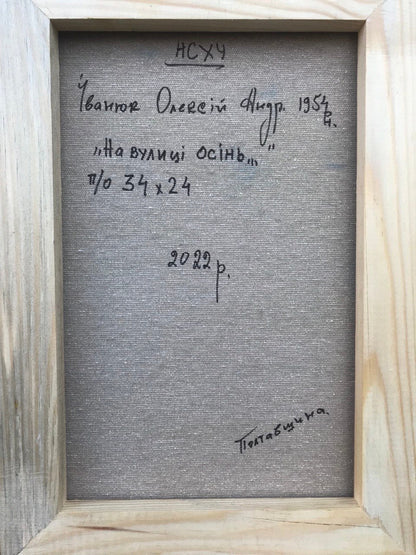 НСХУ
Іванюк Олексій Андр. 1954 р.н.
„На вулиці осінь..."
п/о 34 x 24
2022 р.
Полтавщина.